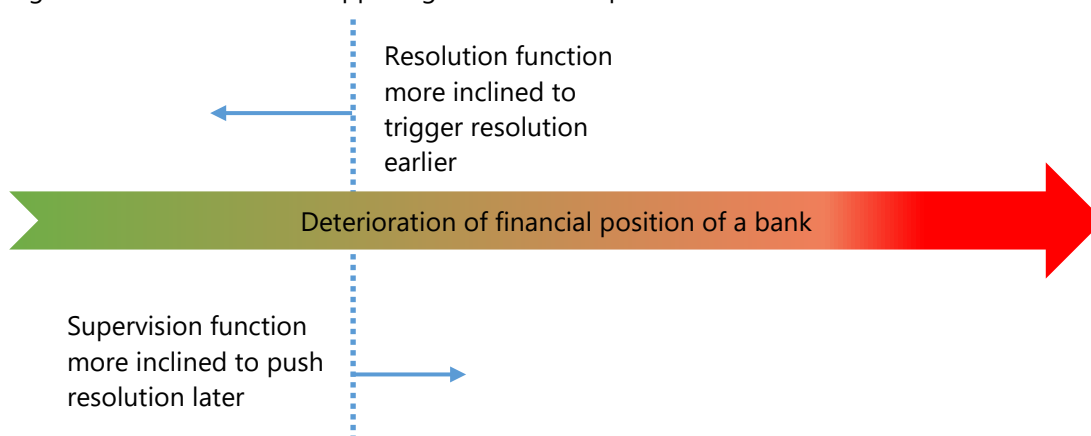 Resolution function
more inclined to
trigger resolution
earlier
Deterioration of financial position of a bank
Supervision function
more inclined to push
resolution later